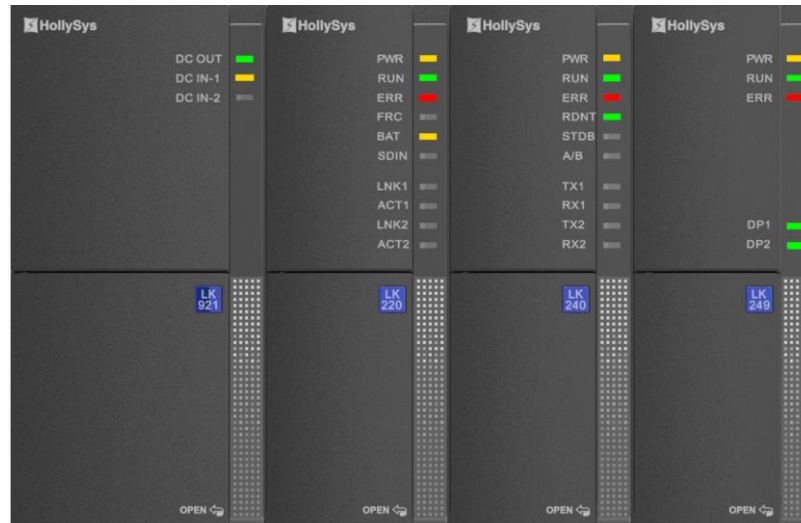 HollySys
DC OUT
DC IN-1
DC IN-2
LK
921
OPEN
HollySys
PWR
RUN
ERR
FRC
BAT
SDIN
LNK1
ACT1
LNK2
ACT2
LK
220
OPEN
HollySys
PWR
RUN
ERR
RDNT
STDB
A/B
TX1
RX1
TX2
RX2
LK
240
OPEN
HollySys
PWR
RUN
ERR
DP1
DP2
LK
249
OPEN